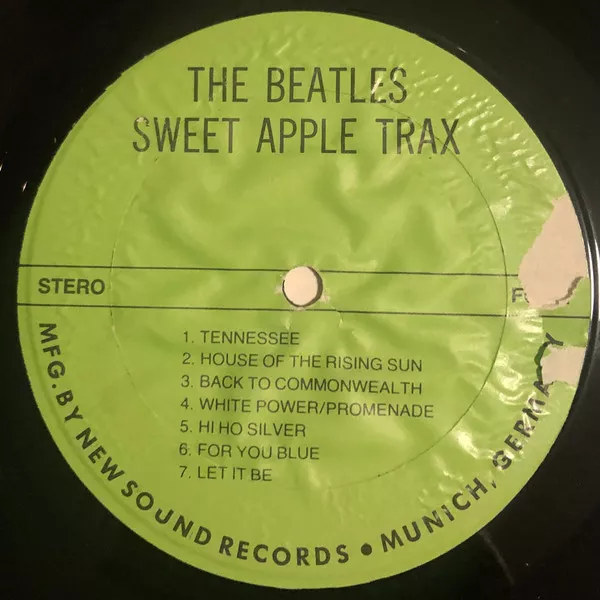 THE BEATLES
SWEET APPLE TRAX
STERO
1. TENNESSEE
2. HOUSE OF THE RISING SUN
3. BACK TO COMMONWEALTH
4. WHITE POWER/PROMENADE
5. HI HO SILVER
6. FOR YOU BLUE
7. LET IT BE
MFG. BY NEW SOUND RECORDS • MUNICH, GERMANY